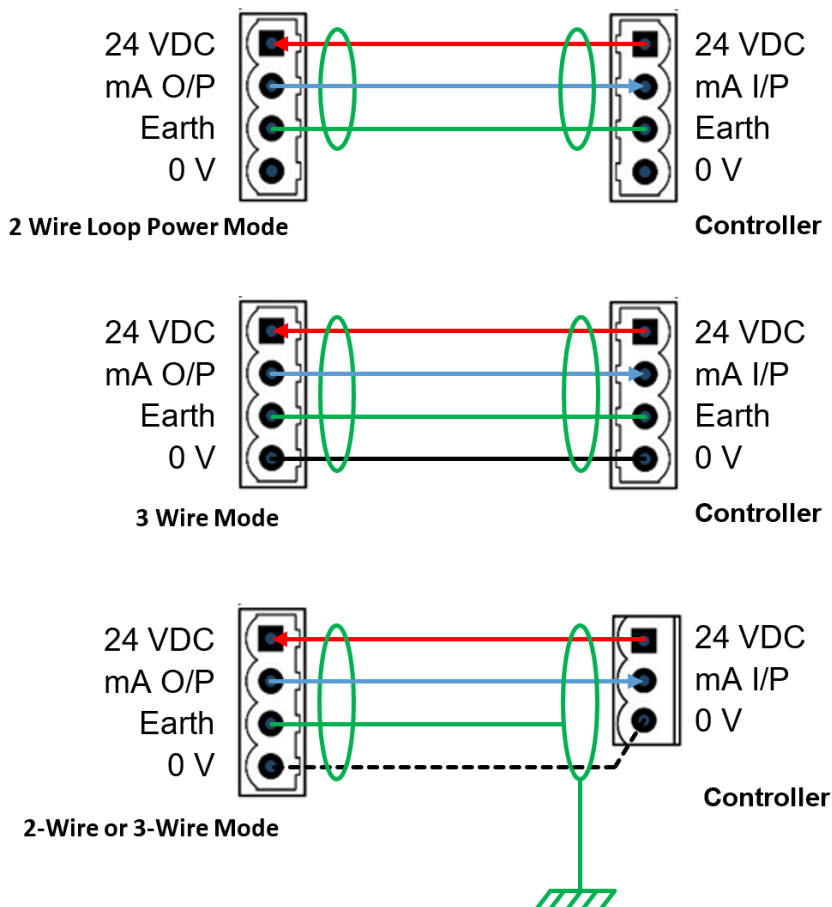 24 VDC 24 VDC
mA O/P mA I/P
Earth Earth
0 V 0 V
2 Wire Loop Power Mode Controller
24 VDC 24 VDC
mA O/P mA I/P
Earth Earth
0 V 0 V
3 Wire Mode Controller
24 VDC 24 VDC
mA O/P mA I/P
Earth 0 V
0 V
2-Wire or 3-Wire Mode Controller